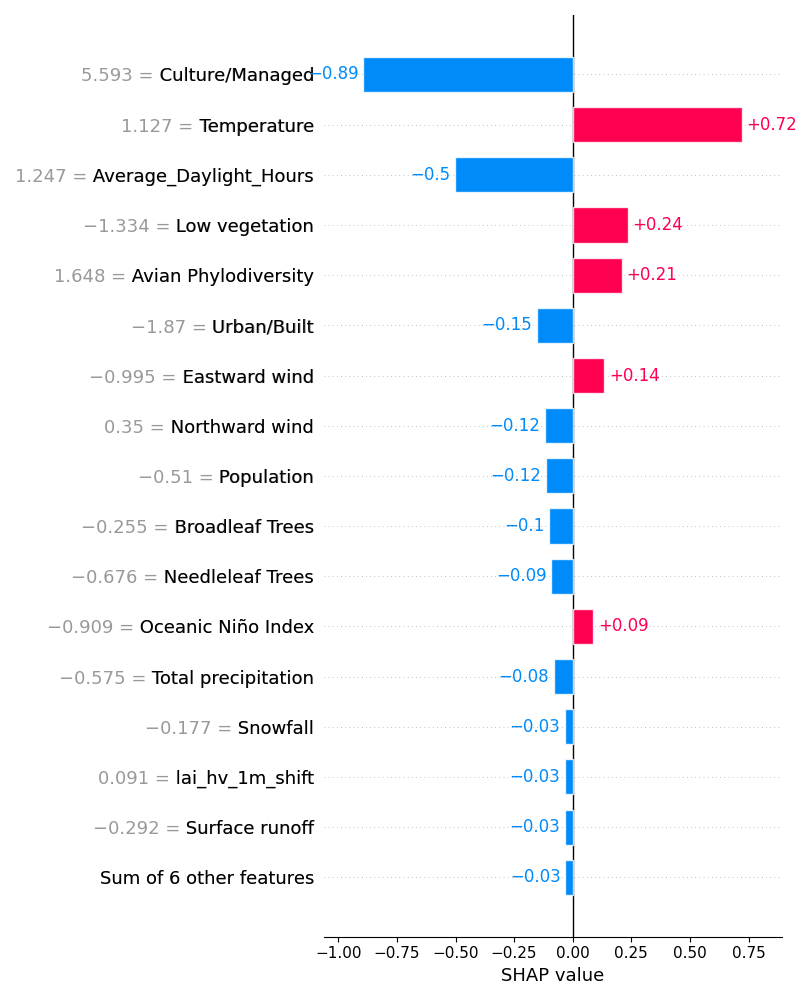 5.593 = Culture/Managed −0.89
1.127 = Temperature +0.72
1.247 = Average_Daylight_Hours −0.5
−1.334 = Low vegetation +0.24
1.648 = Avian Phylodiversity +0.21
−1.87 = Urban/Built −0.15
−0.995 = Eastward wind +0.14
0.35 = Northward wind −0.12
−0.51 = Population −0.12
−0.255 = Broadleaf Trees −0.1
−0.676 = Needleleaf Trees −0.09
−0.909 = Oceanic Niño Index +0.09
−0.575 = Total precipitation −0.08
−0.177 = Snowfall −0.03
0.091 = lai_hv_1m_shift −0.03
−0.292 = Surface runoff −0.03
Sum of 6 other features −0.03
−1.00 −0.75 −0.50 −0.25 0.00 0.25 0.50 0.75
SHAP value